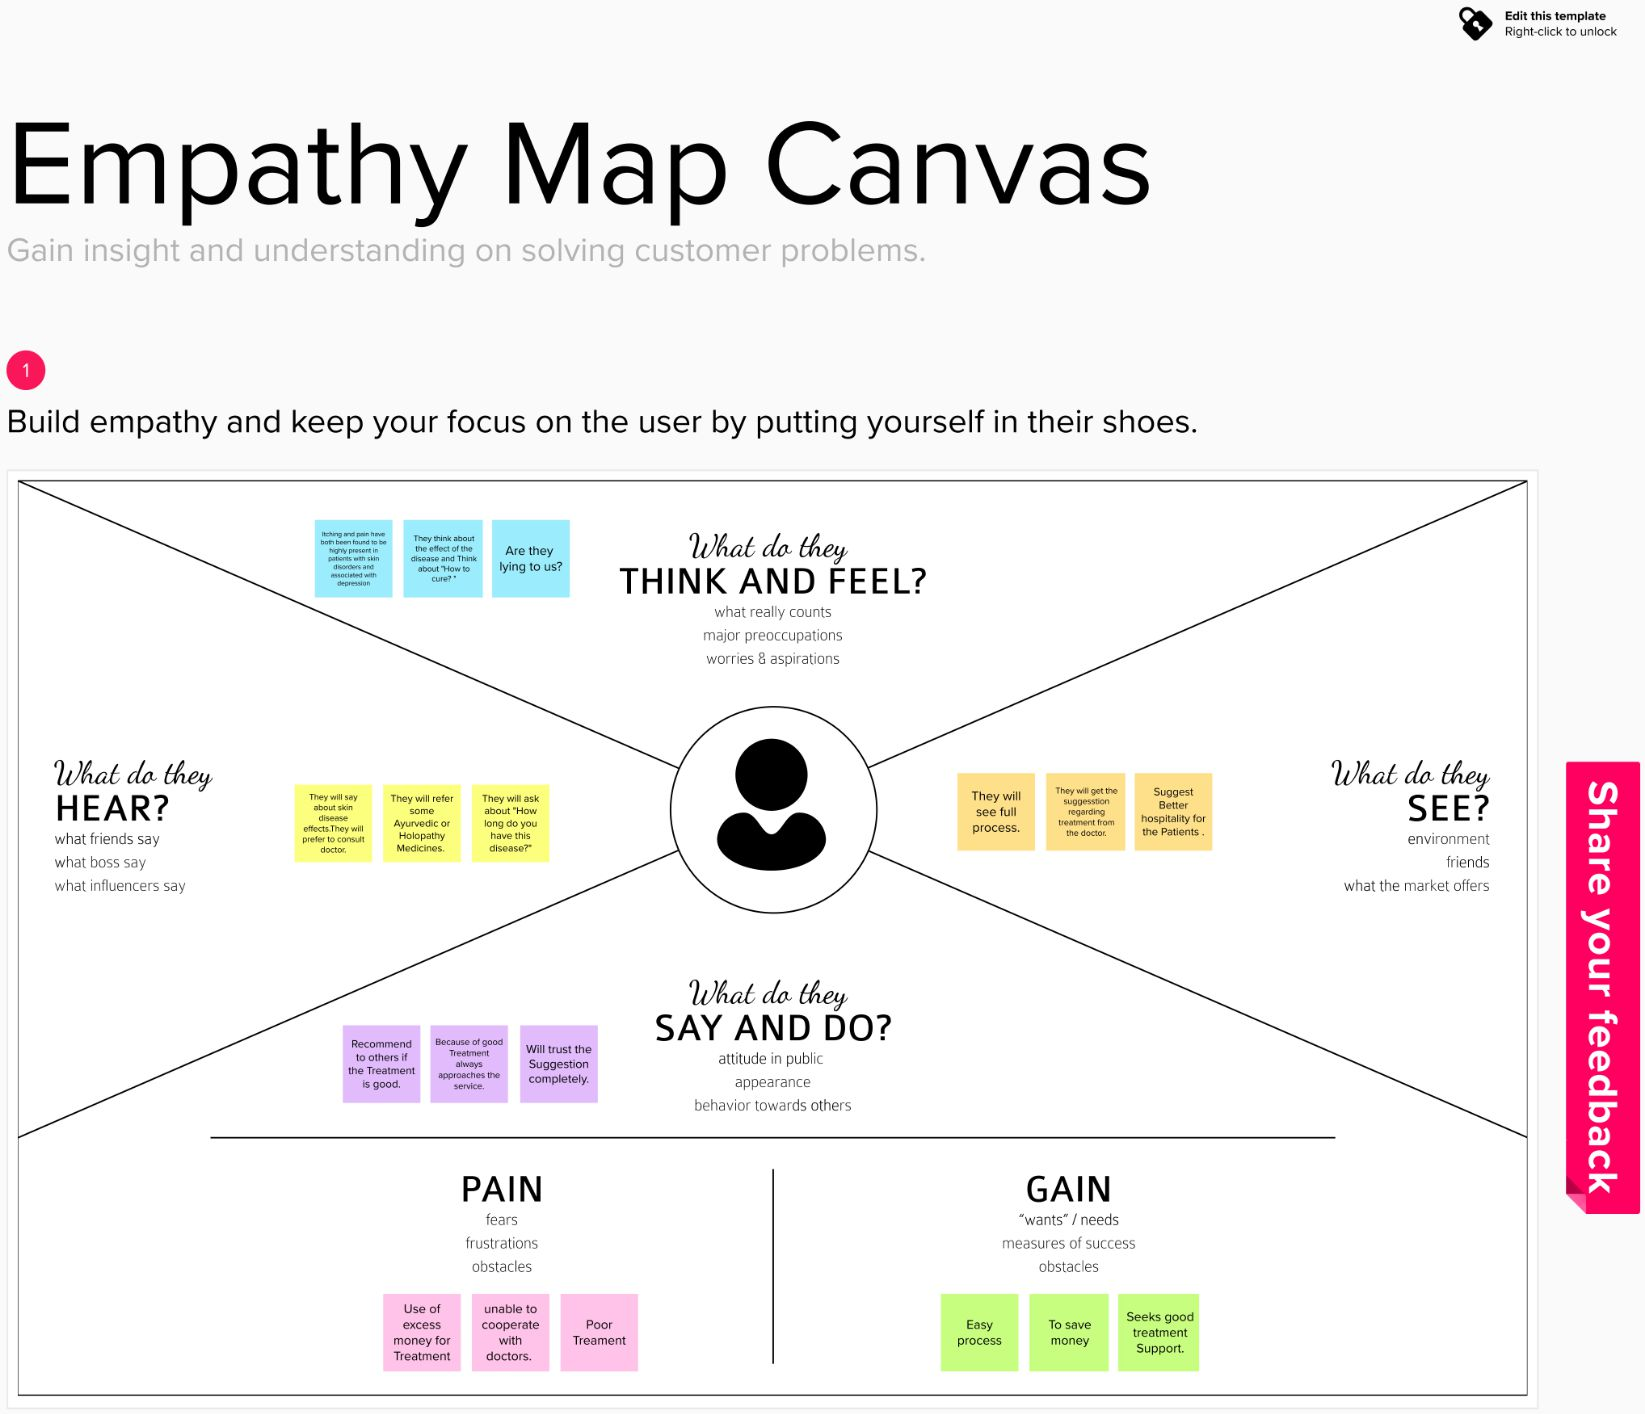 Edit this template
Right-click to unlock
Empathy Map Canvas
Gain insight and understanding on solving customer problems.
1
Build empathy and keep your focus on the user by putting yourself in their shoes.
Itching and pain have
both been found to be
highly present in
patients with skin
disorders and
associated with
depression
They think about
the effect of the
disease and Think
about "How to
cure? "
Are they
lying to us?
What do they
THINK AND FEEL?
what really counts
major preoccupations
worries & aspirations
What do they
HEAR?
what friends say
what boss say
what influencers say
They will say
about skin
disease
effects.They will
prefer to consult
doctor.
They will refer
some
Ayurvedic or
Holopathy
Medicines.
They will ask
about "How
long do you
have this
disease?"
They will
see full
process.
They will get the
suggesstion
regarding
treatment from
the doctor.
Suggest
Better
hospitality for
the Patients .
What do they
SEE?
environment
friends
what the market offers
Share your feedback
What do they
SAY AND DO?
attitude in public
appearance
behavior towards others
Recommend
to others if
the Treatment
is good.
Because of good
Treatment
always
approaches the
service.
Will trust the
Suggestion
completely.
PAIN
fears
frustrations
obstacles
Use of
excess
money for
Treatment
unable to
cooperate
with
doctors.
Poor
Treament
GAIN
“wants” / needs
measures of success
obstacles
Easy
process
To save
money
Seeks good
treatment
Support.